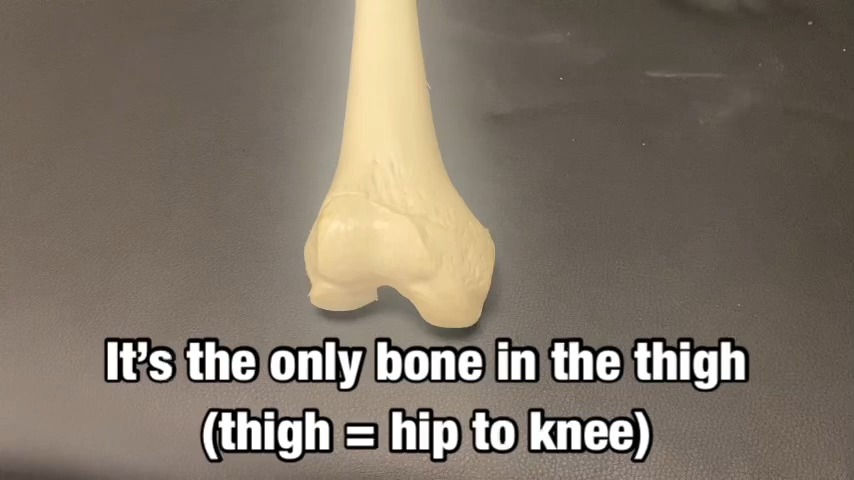 It's the only bone in the thigh
(thigh = hip to knee)